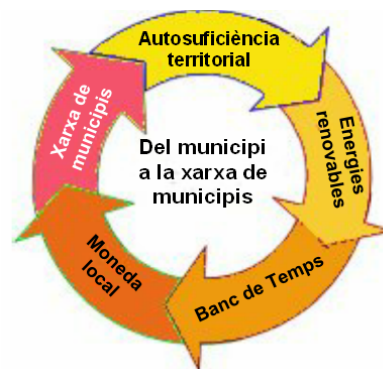 Autosuficiència
territorial
Energies
renovables
Banc de Temps
Moneda
local
Xarxa de
municipis
Del municipi
a la xarxa de
municipis